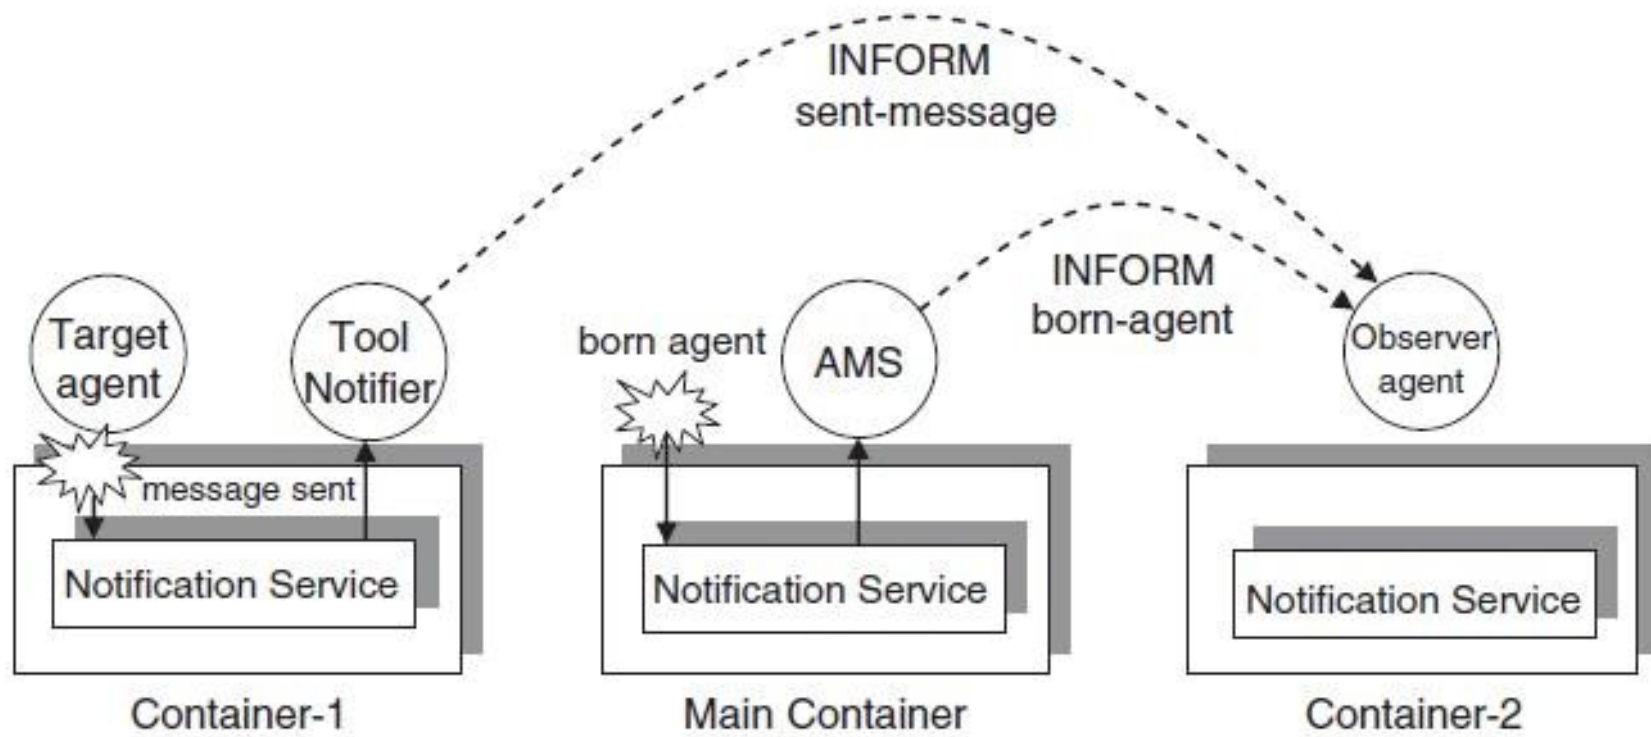 INFORM
sent-message
INFORM
born-agent
Target
agent
Tool
Notifier
born agent
AMS
Observer
agent
message sent
Notification Service
Notification Service
Notification Service
Container-1
Main Container
Container-2